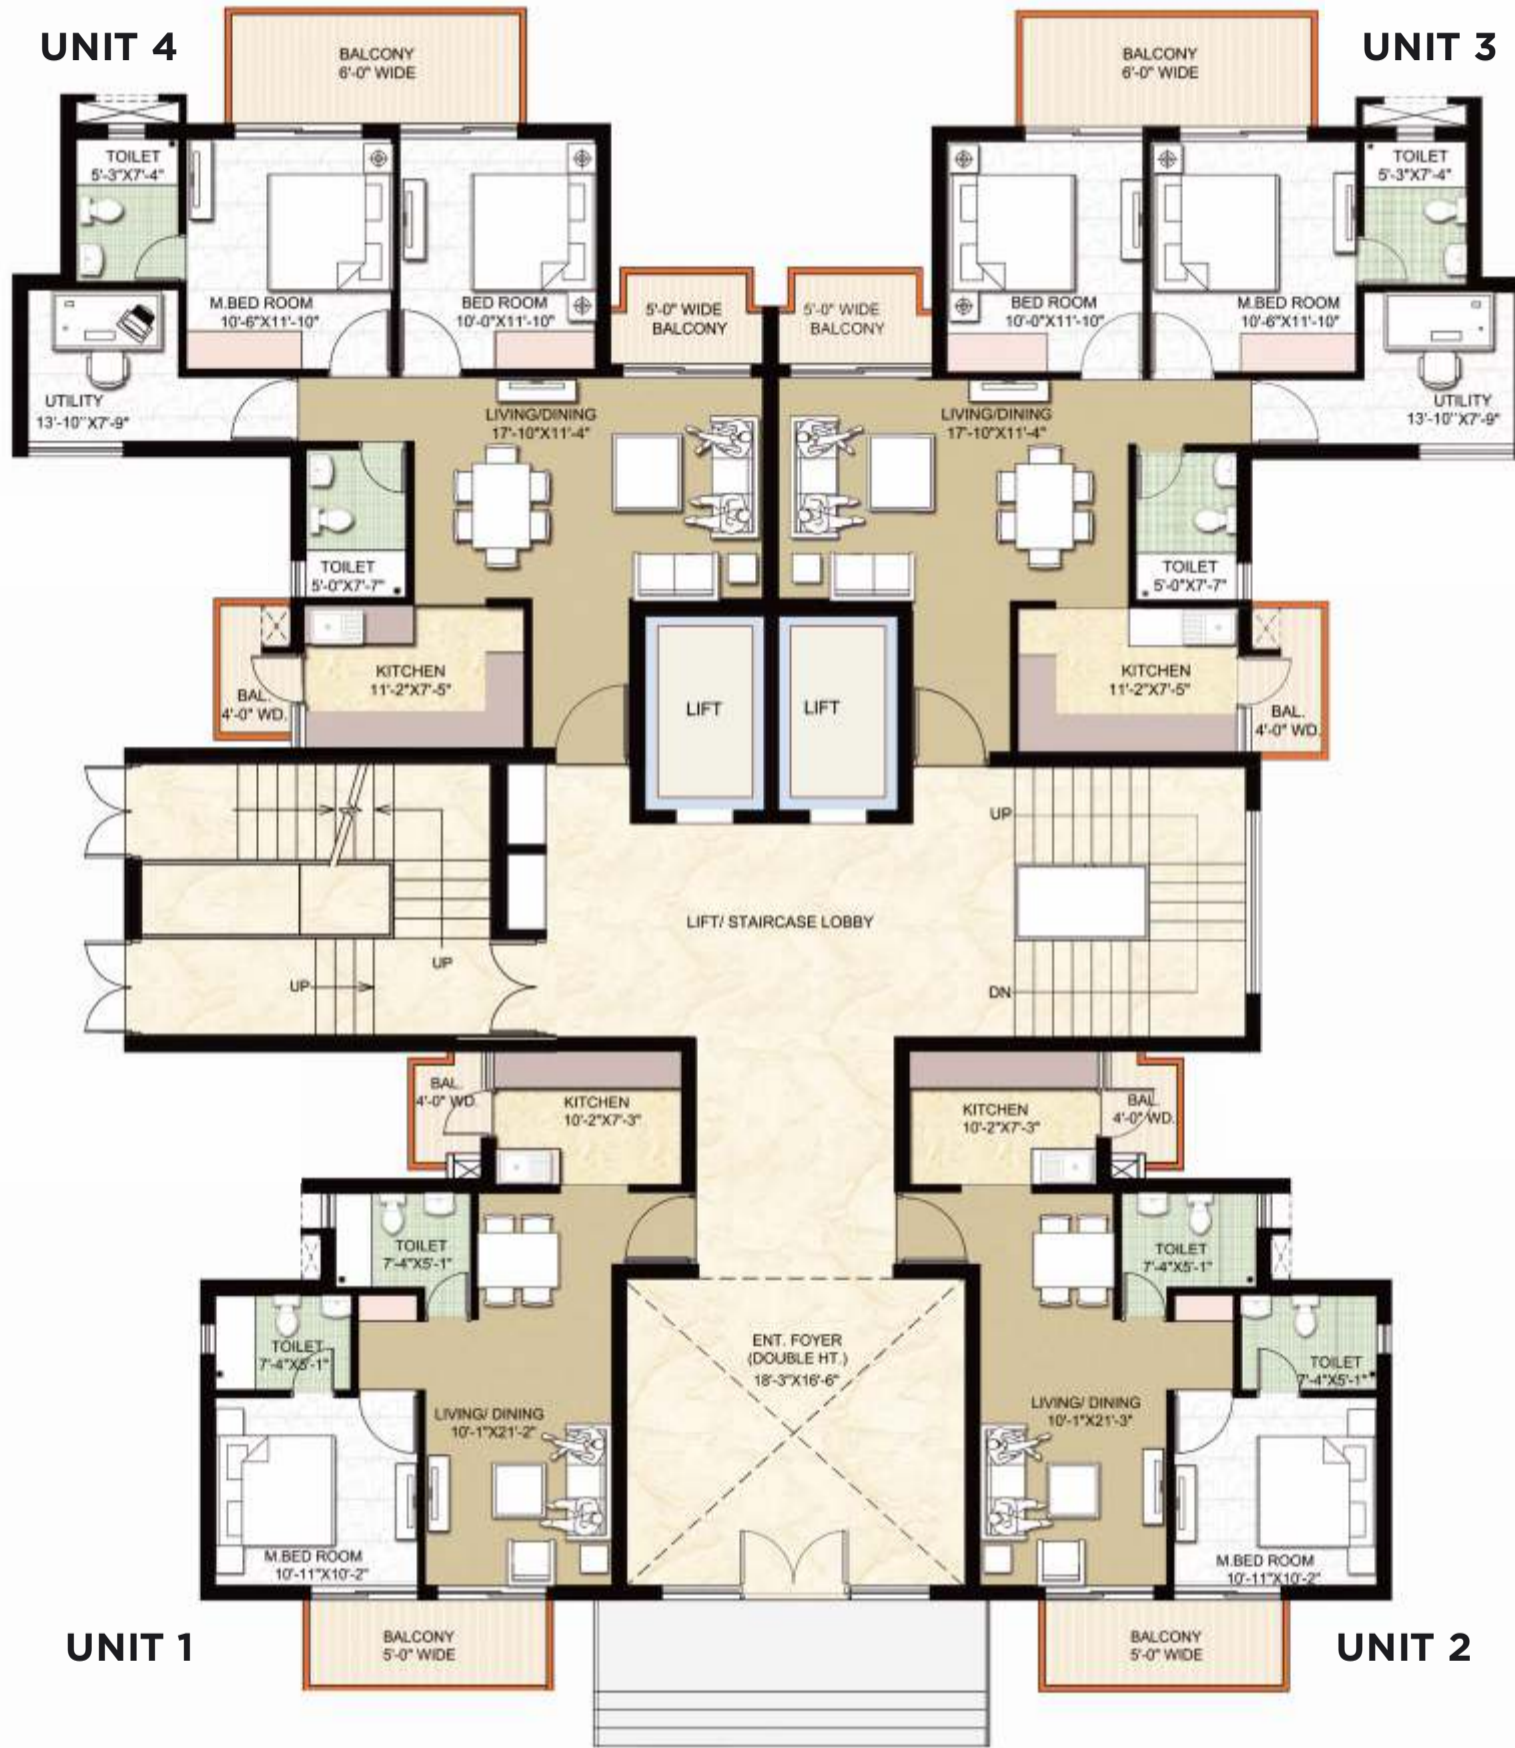 UNIT 4
BALCONY
6'-0" WIDE
BALCONY
6'-0" WIDE
UNIT 3
TOILET
5'-3"X7'-4"
M.BED ROOM
10'-6"X11'-10"
BED ROOM
10'-0"X11'-10"
5'-0" WIDE
BALCONY
5'-0" WIDE
BALCONY
BED ROOM
10'-0"X11'-10"
M.BED ROOM
10'-6"X11'-10"
TOILET
5'-3"X7'-4"
UTILITY
13'-10"X7'-9"
LIVING/DINING
17'-10"X11'-4"
LIVING/DINING
17'-10"X11'-4"
UTILITY
13'-10"X7'-9"
TOILET
5'-0"X7'-7"
TOILET
5'-0"X7'-7"
BAL.
4'-0" WD.
KITCHEN
11'-2"X7'-5"
LIFT
LIFT
KITCHEN
11'-2"X7'-5"
BAL.
4'-0" WD.
UP
UP
UP
LIFT/ STAIRCASE LOBBY
DN
BAL.
4'-0" WD.
KITCHEN
10'-2"X7'-3"
KITCHEN
10'-2"X7'-3"
BAL.
4'-0" WD.
TOILET
7'-4"X5'-1"
TOILET
7'-4"X5'-1"
TOILET
7'-4"X5'-1"
ENT. FOYER
(DOUBLE HT.)
18'-3"X16'-6"
TOILET
7'-4"X5'-1"
LIVING/ DINING
10'-1"X21'-2"
LIVING/ DINING
10'-1"X21'-3"
M.BED ROOM
10'-11"X10'-2"
M.BED ROOM
10'-11"X10'-2"
UNIT 1
BALCONY
5'-0" WIDE
BALCONY
5'-0" WIDE
UNIT 2